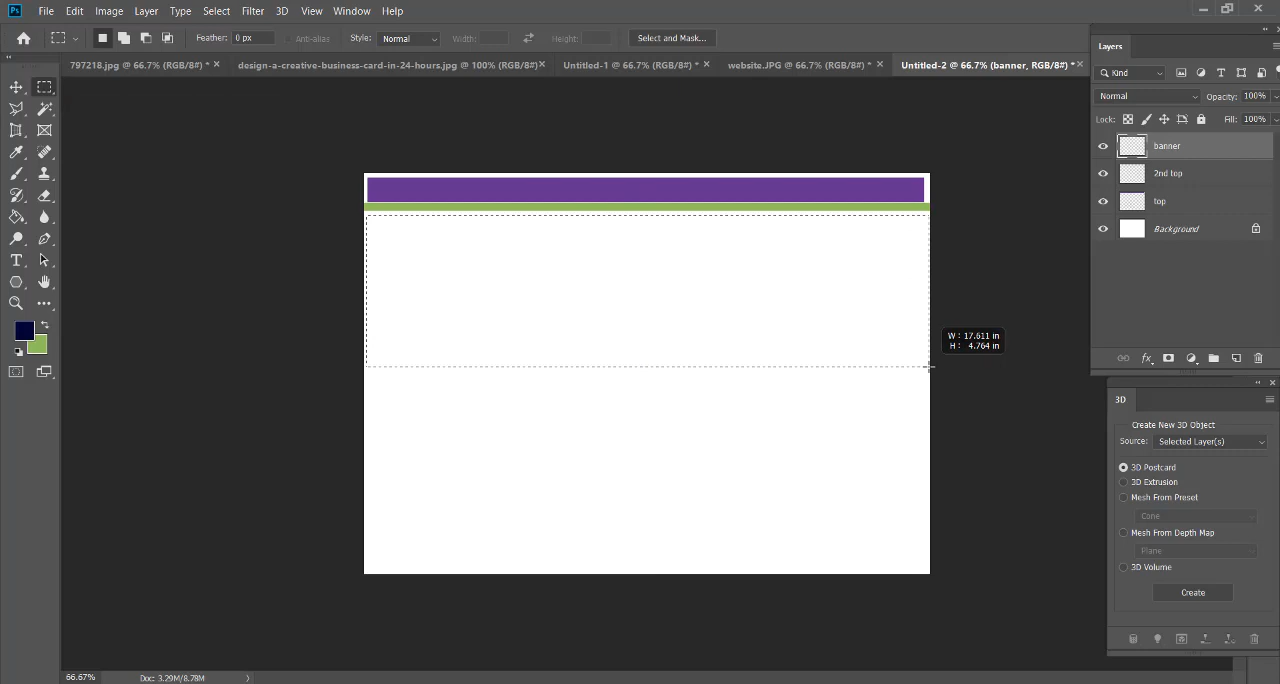 Ps File Edit Image Layer Type Select Filter 3D View Window Help
Feather: 0 px Anti-alias Style: Normal Width: Height: Select and Mask...
797218.jpg @ 66.7% (RGB/8#) * design-a-creative-business-card-in-24-hours.jpg @ 100% (RGB/8#) Untitled-1 @ 66.7% (RGB/8#) * website.JPG @ 66.7% (RGB/8#) * Untitled-2 @ 66.7% (banner, RGB/8#) *
Layers
Kind
Normal Opacity: 100%
Lock: Fill: 100%
banner
2nd top
top
Background
W: 17.611 in
H: 4.764 in
3D
Create New 3D Object
Source: Selected Layer(s)
3D Postcard
3D Extrusion
Mesh From Preset
Cone
Mesh From Depth Map
Plane
3D Volume
Create
66.67% Doc: 3.29M/8.78M